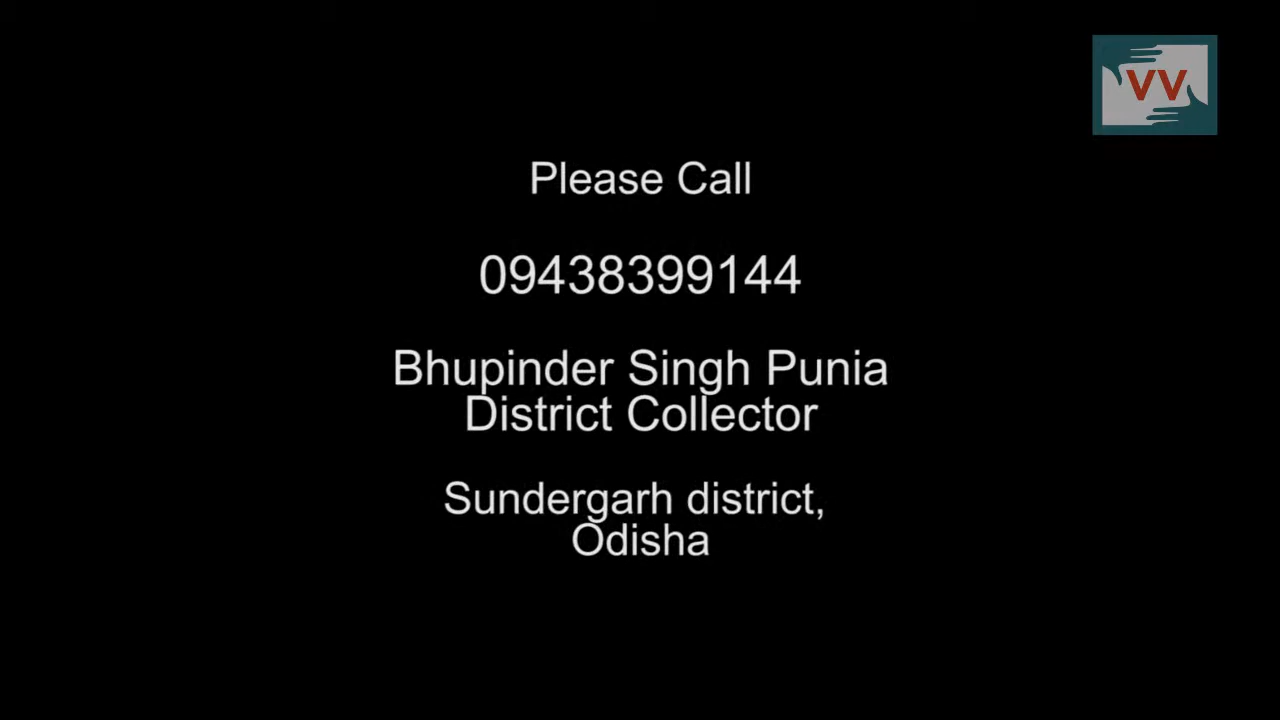 VV
Please Call
09438399144
Bhupinder Singh Punia
District Collector
Sundergarh district,
Odisha